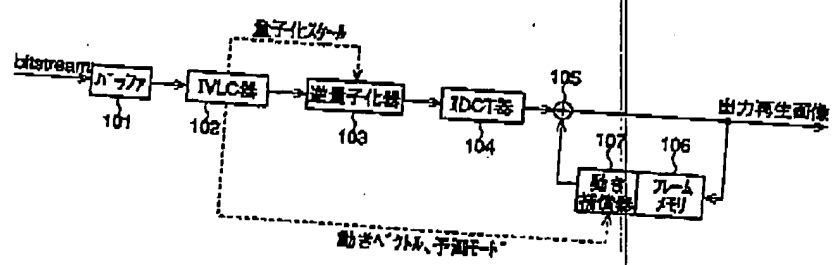 量子化スケール
bitstream
バッファ
IVLC器
逆量子化器
IDCT器
105
出力再生画像
101
102
103
104
107
106
動き
補償器
フレーム
メモリ
動きベクトル、予測モード